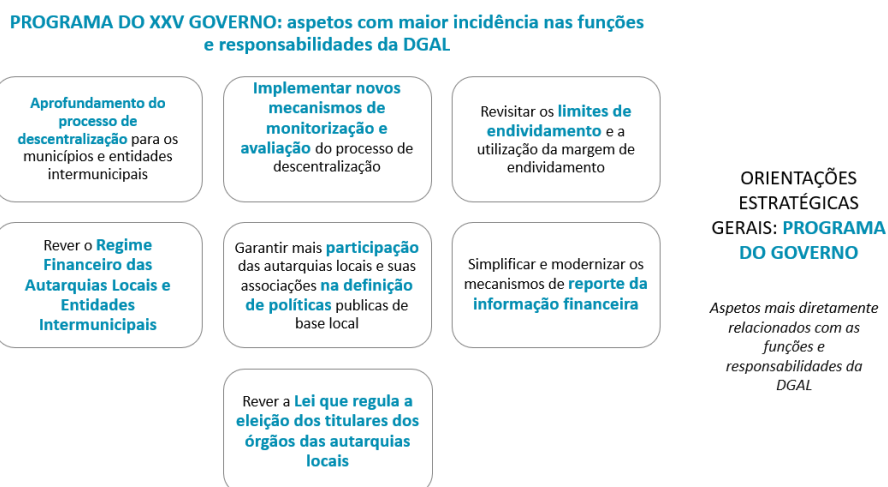 PROGRAMA DO XXV GOVERNO: aspetos com maior incidência nas funções
e responsabilidades da DGAL
Aprofundamento do
processo de
descentralização para os
municípios e entidades
intermunicipais
Implementar novos
mecanismos de
monitorização e
avaliação do processo de
descentralização
Revisitar os limites de
endividamento e a
utilização da margem de
endividamento
Rever o Regime
Financeiro das
Autarquias Locais e
Entidades
Intermunicipais
Garantir mais participação
das autarquias locais e suas
associações na definição
de políticas publicas de
base local
Simplificar e modernizar os
mecanismos de reporte da
informação financeira
Rever a Lei que regula a
eleição dos titulares dos
órgãos das autarquias
locais
ORIENTAÇÕES
ESTRATÉGICAS
GERAIS: PROGRAMA
DO GOVERNO
Aspetos mais diretamente
relacionados com as
funções e
responsabilidades da
DGAL